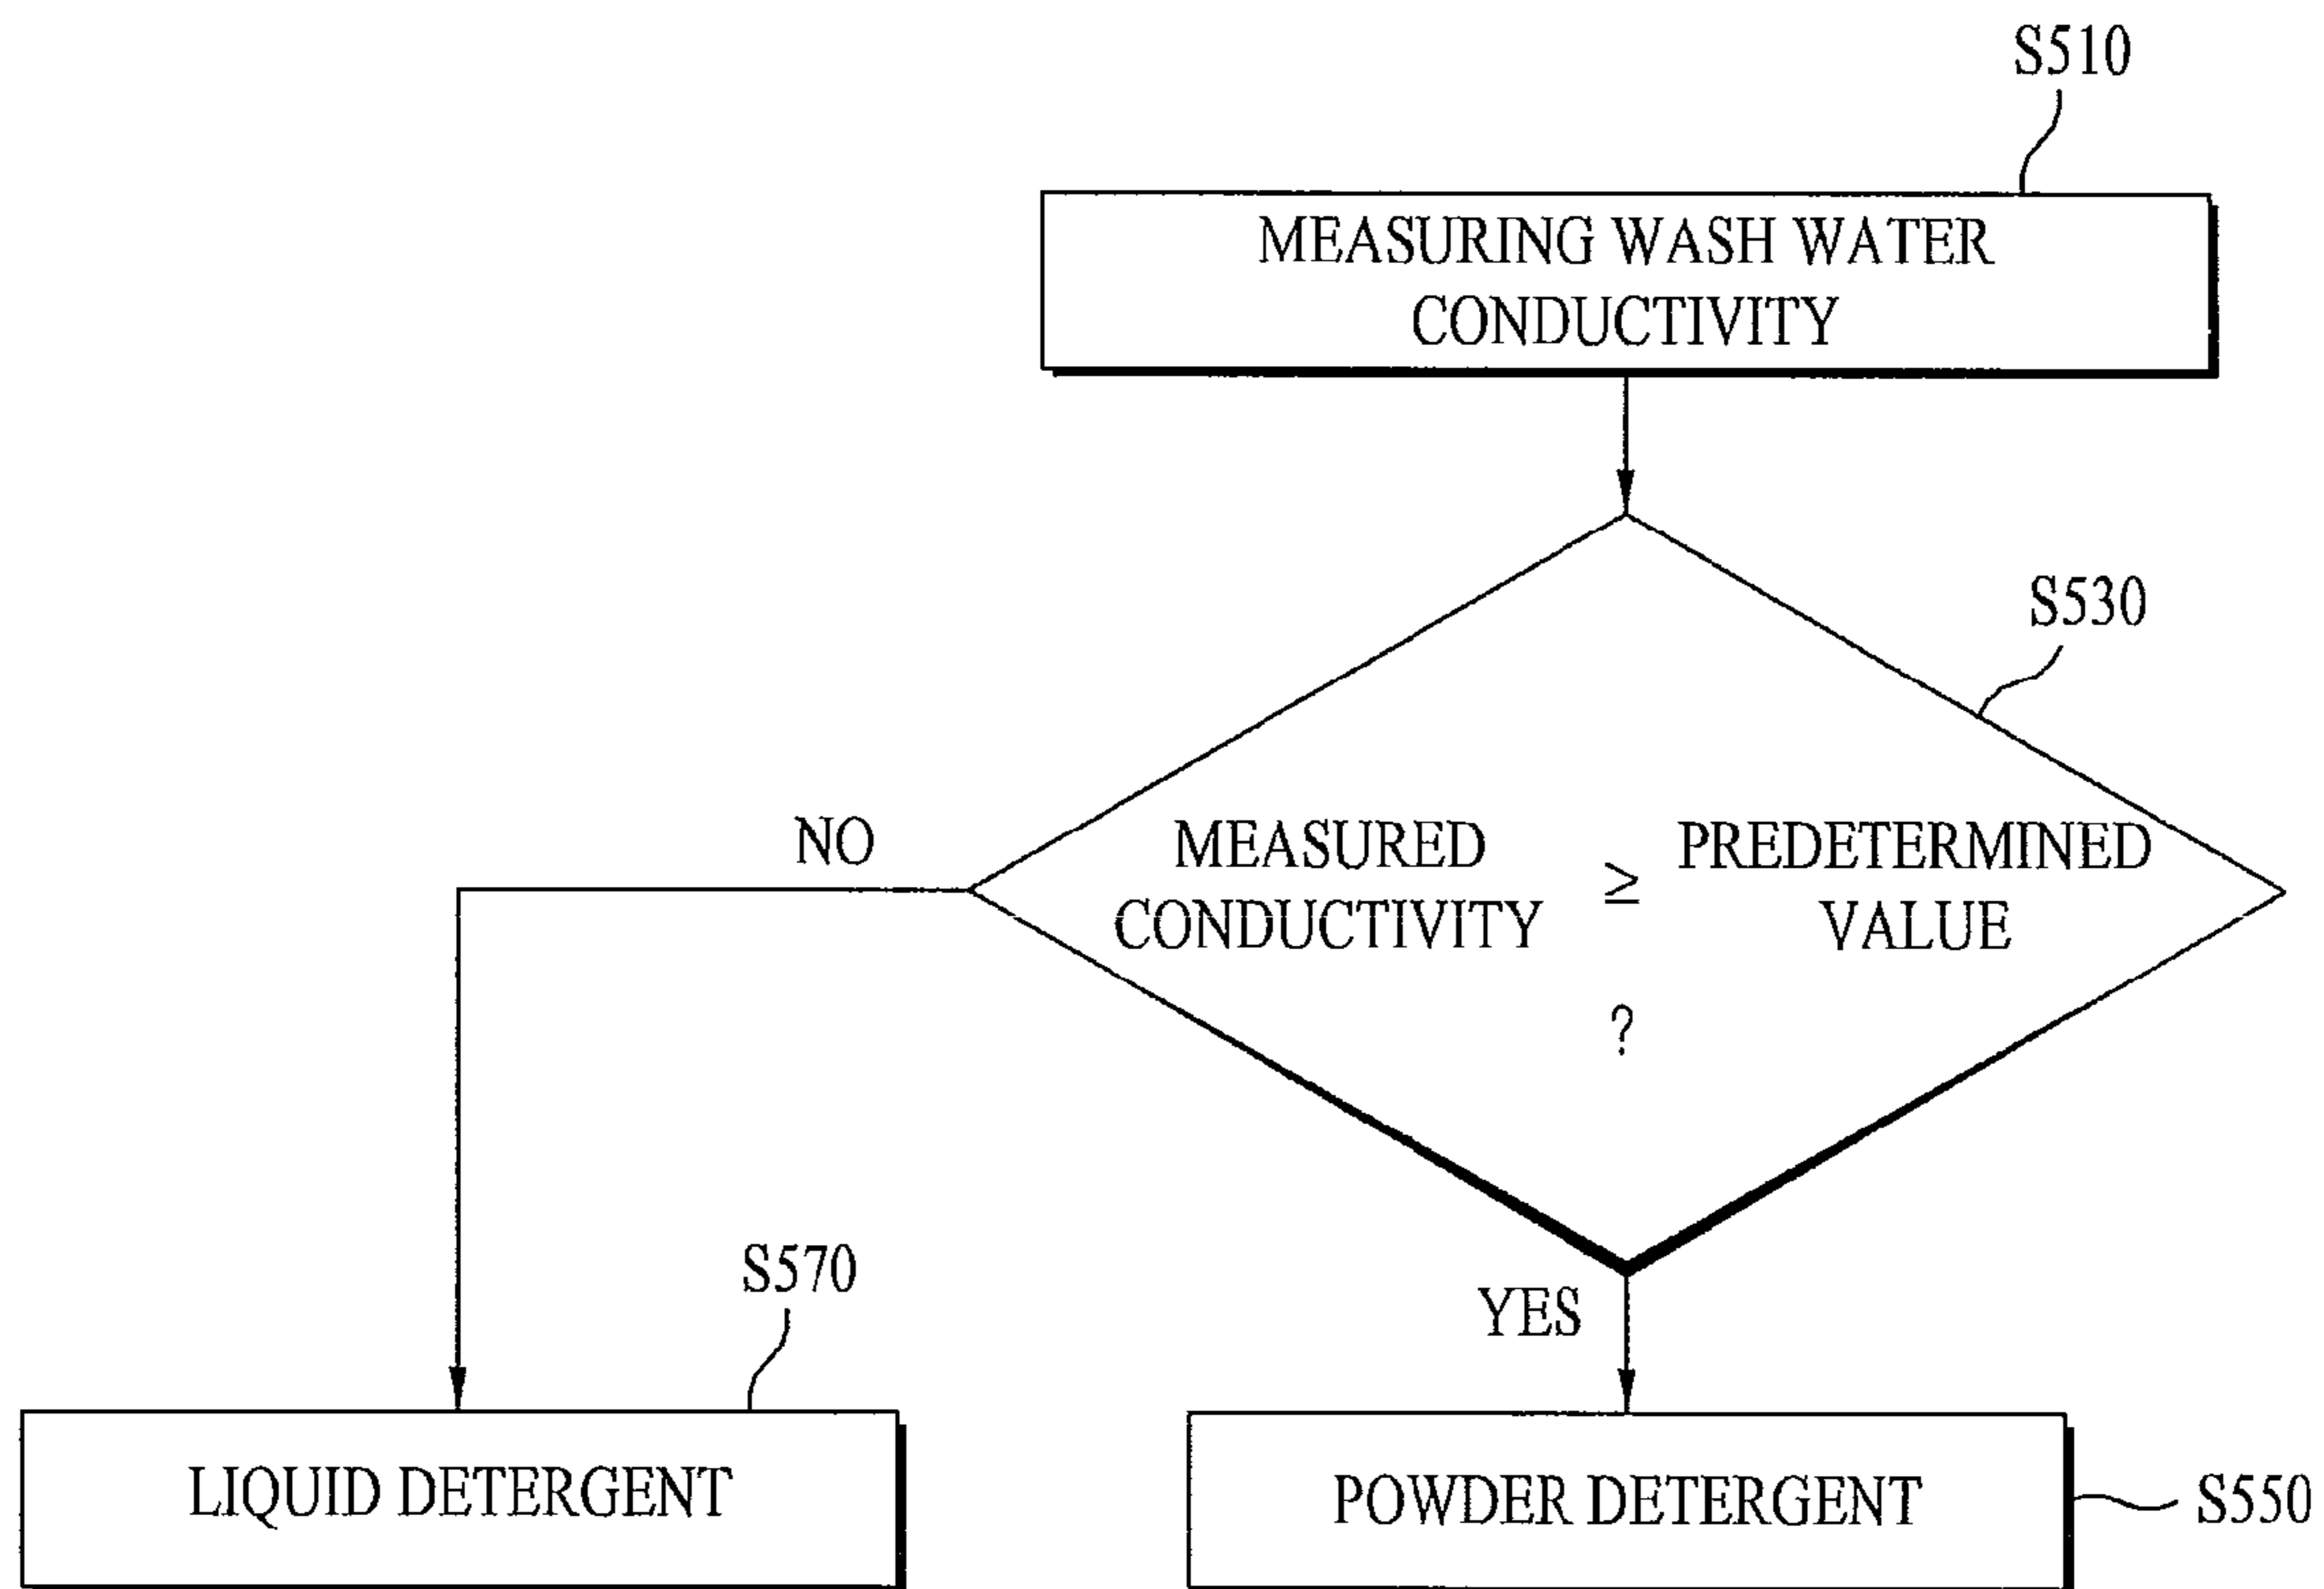 S510
MEASURING WASH WATER
CONDUCTIVITY
S530
NO
MEASURED
CONDUCTIVITY
≥
PREDETERMINED
VALUE
?
YES
S570
LIQUID DETERGENT
POWDER DETERGENT
S550